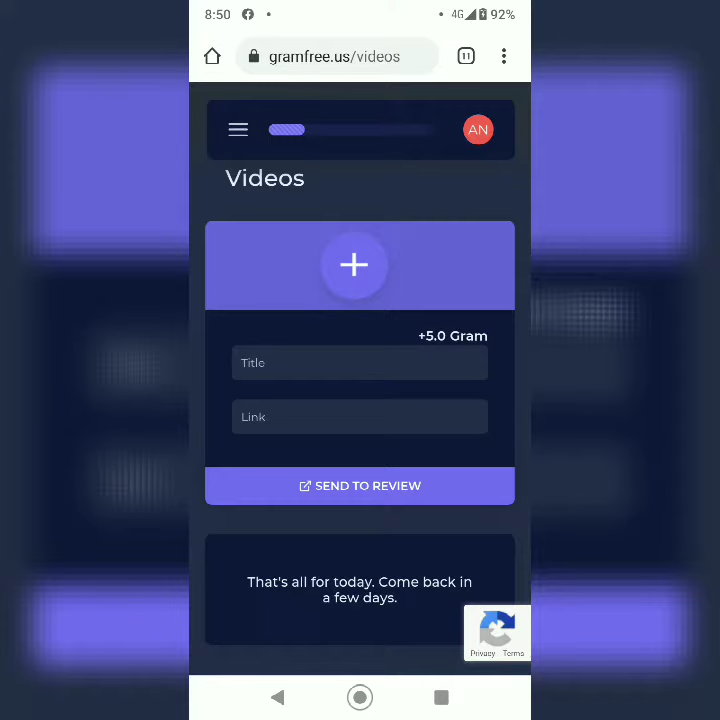 8:50 4G 92%
gramfree.us/videos 11
AN
Videos
+5.0 Gram
Title
Link
SEND TO REVIEW
That's all for today. Come back in
a few days.
Privacy - Terms